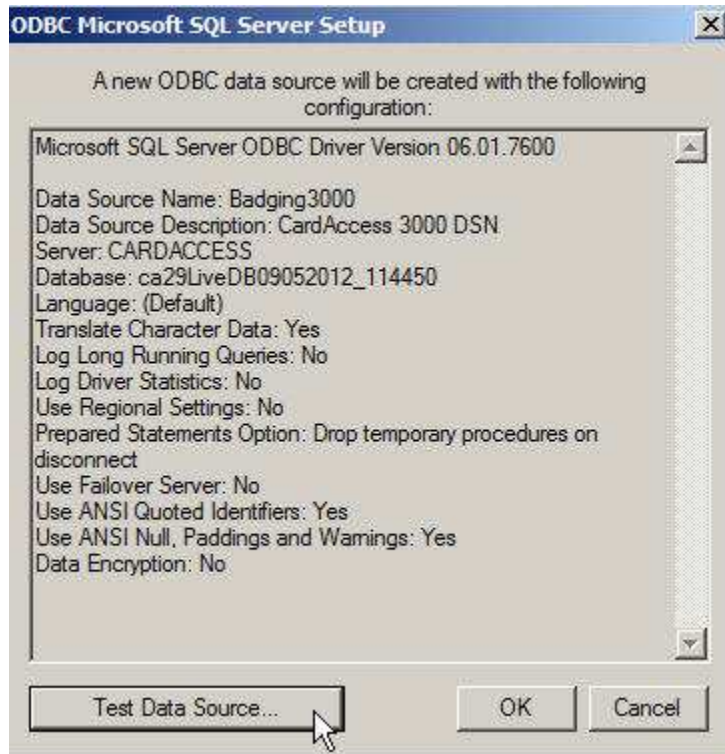 ODBC Microsoft SQL Server Setup
A new ODBC data source will be created with the following
configuration:
Microsoft SQL Server ODBC Driver Version 06.01.7600
Data Source Name: Badging3000
Data Source Description: CardAccess 3000 DSN
Server: CARDACCESS
Database: ca29LiveDB09052012_114450
Language: (Default)
Translate Character Data: Yes
Log Long Running Queries: No
Log Driver Statistics: No
Use Regional Settings: No
Prepared Statements Option: Drop temporary procedures on
disconnect
Use Failover Server: No
Use ANSI Quoted Identifiers: Yes
Use ANSI Null, Paddings and Warnings: Yes
Data Encryption: No
Test Data Source... OK Cancel